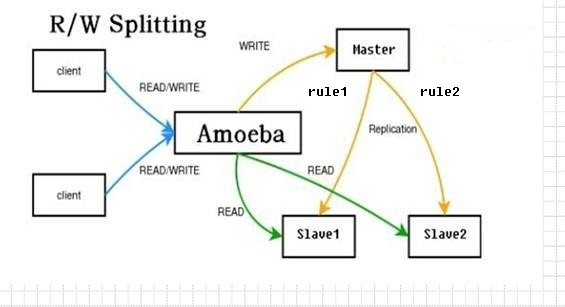 R/W Splitting
WRITE
Master
client
READ/WRITE
rule1
rule2
Amoeba
Replication
READ/WRITE
READ
client
READ
Slave1
Slave2